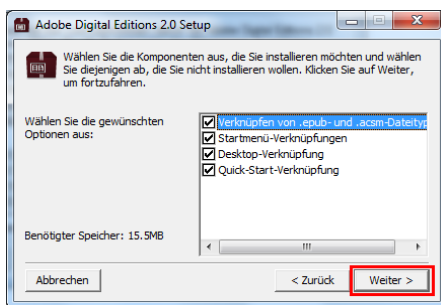 Adobe Digital Editions 2.0 Setup
Wählen Sie die Komponenten aus, die Sie installieren möchten und wählen
Sie diejenigen ab, die Sie nicht installieren wollen. Klicken Sie auf Weiter,
um fortzufahren.
Wählen Sie die gewünschten
Optionen aus:
Verknüpfen von .epub- und .acsm-Dateityp
Startmenü-Verknüpfungen
Desktop-Verknüpfung
Quick-Start-Verknüpfung
Benötigter Speicher: 15.5MB
Abbrechen
< Zurück
Weiter >